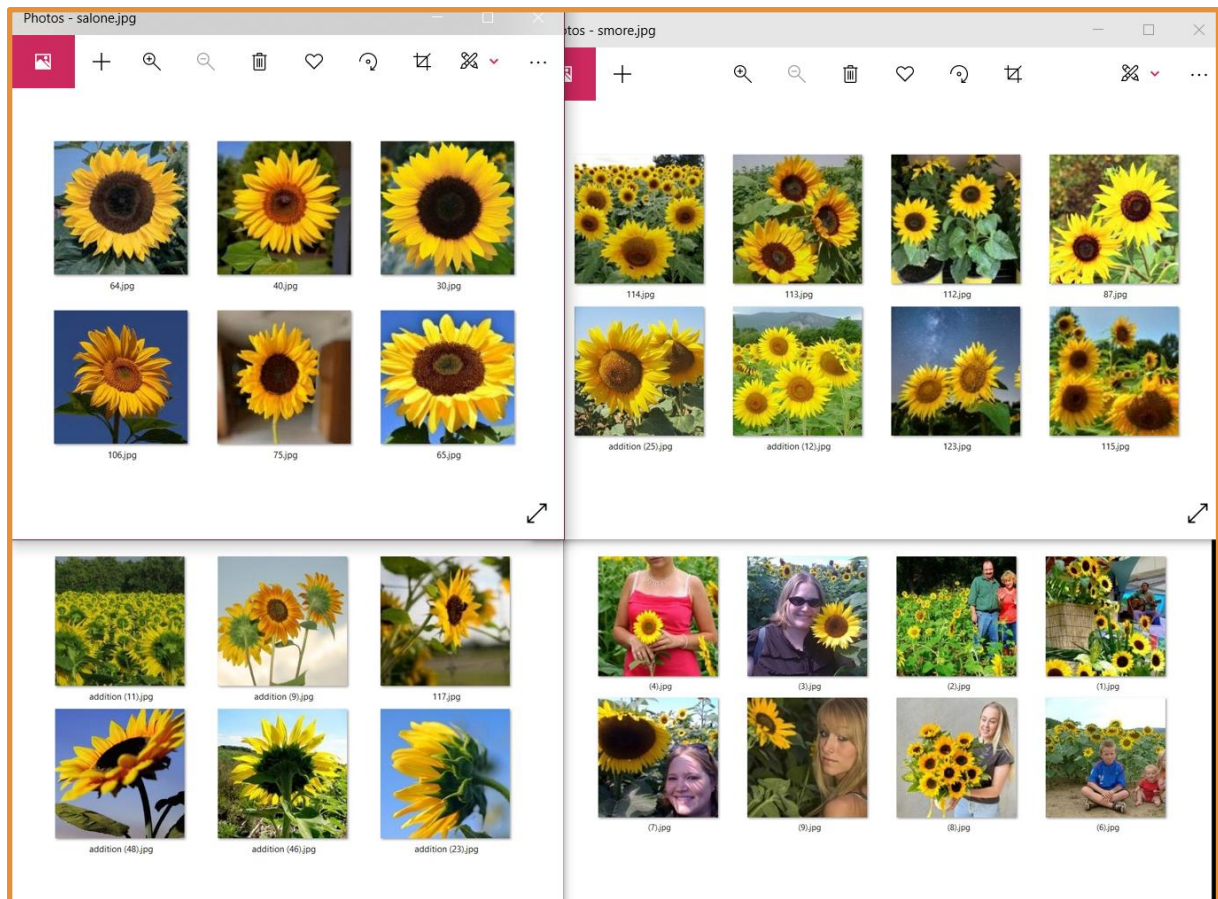 Photos - salone.jpg
tos - smore.jpg
64.jpg
40.jpg
30.jpg
106.jpg
75.jpg
65.jpg
114.jpg
113.jpg
112.jpg
87.jpg
addition (25).jpg
addition (12).jpg
123.jpg
115.jpg
addition (11).jpg
addition (9).jpg
117.jpg
addition (48).jpg
addition (46).jpg
addition (23).jpg
(4).jpg
(3).jpg
(2).jpg
(1).jpg
(7).jpg
(9).jpg
(8).jpg
(6).jpg